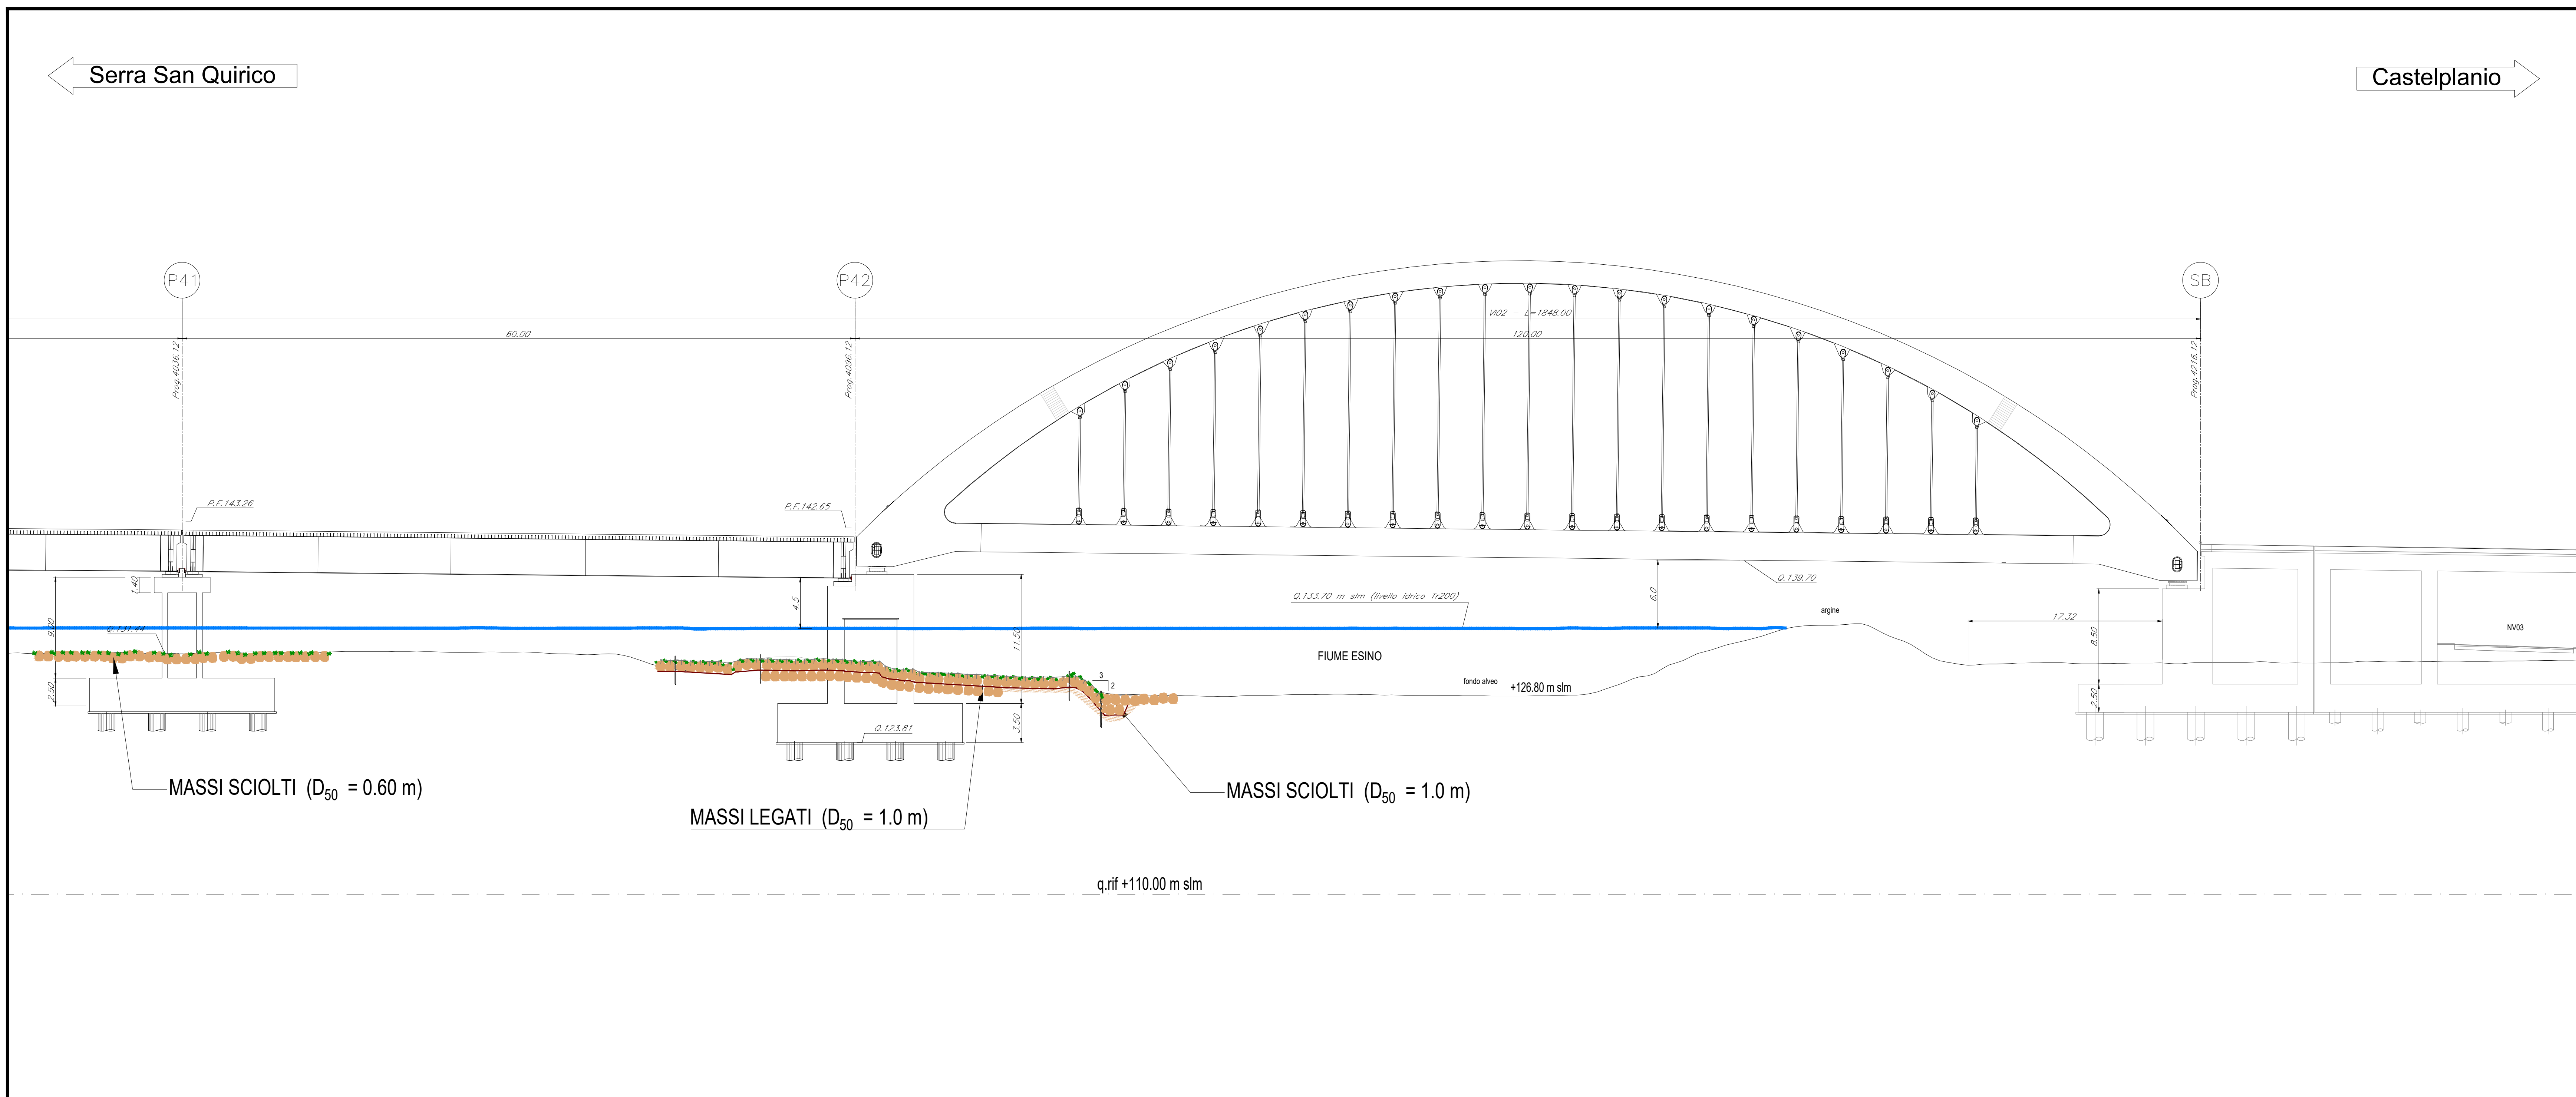 Serra San Quirico
Castelplanio
P41
P42
SB
VI02 - L=1848.00
60.00
120.00
Prog.4036.12
Prog.4096.12
Prog.4216.12
P.F.143.26
P.F.142.65
1.40
9.00
2.50
Q.131.44
4.5
11.50
3.50
Q.123.81
Q.133.70 m slm (livello idrico Tr200)
6.0
Q.139.70
argine
17.32
8.50
2.50
NV03
FIUME ESINO
fondo alveo
+126.80 m slm
3
2
MASSI SCIOLTI (D50 = 0.60 m)
MASSI LEGATI (D50 = 1.0 m)
MASSI SCIOLTI (D50 = 1.0 m)
q.rif +110.00 m slm